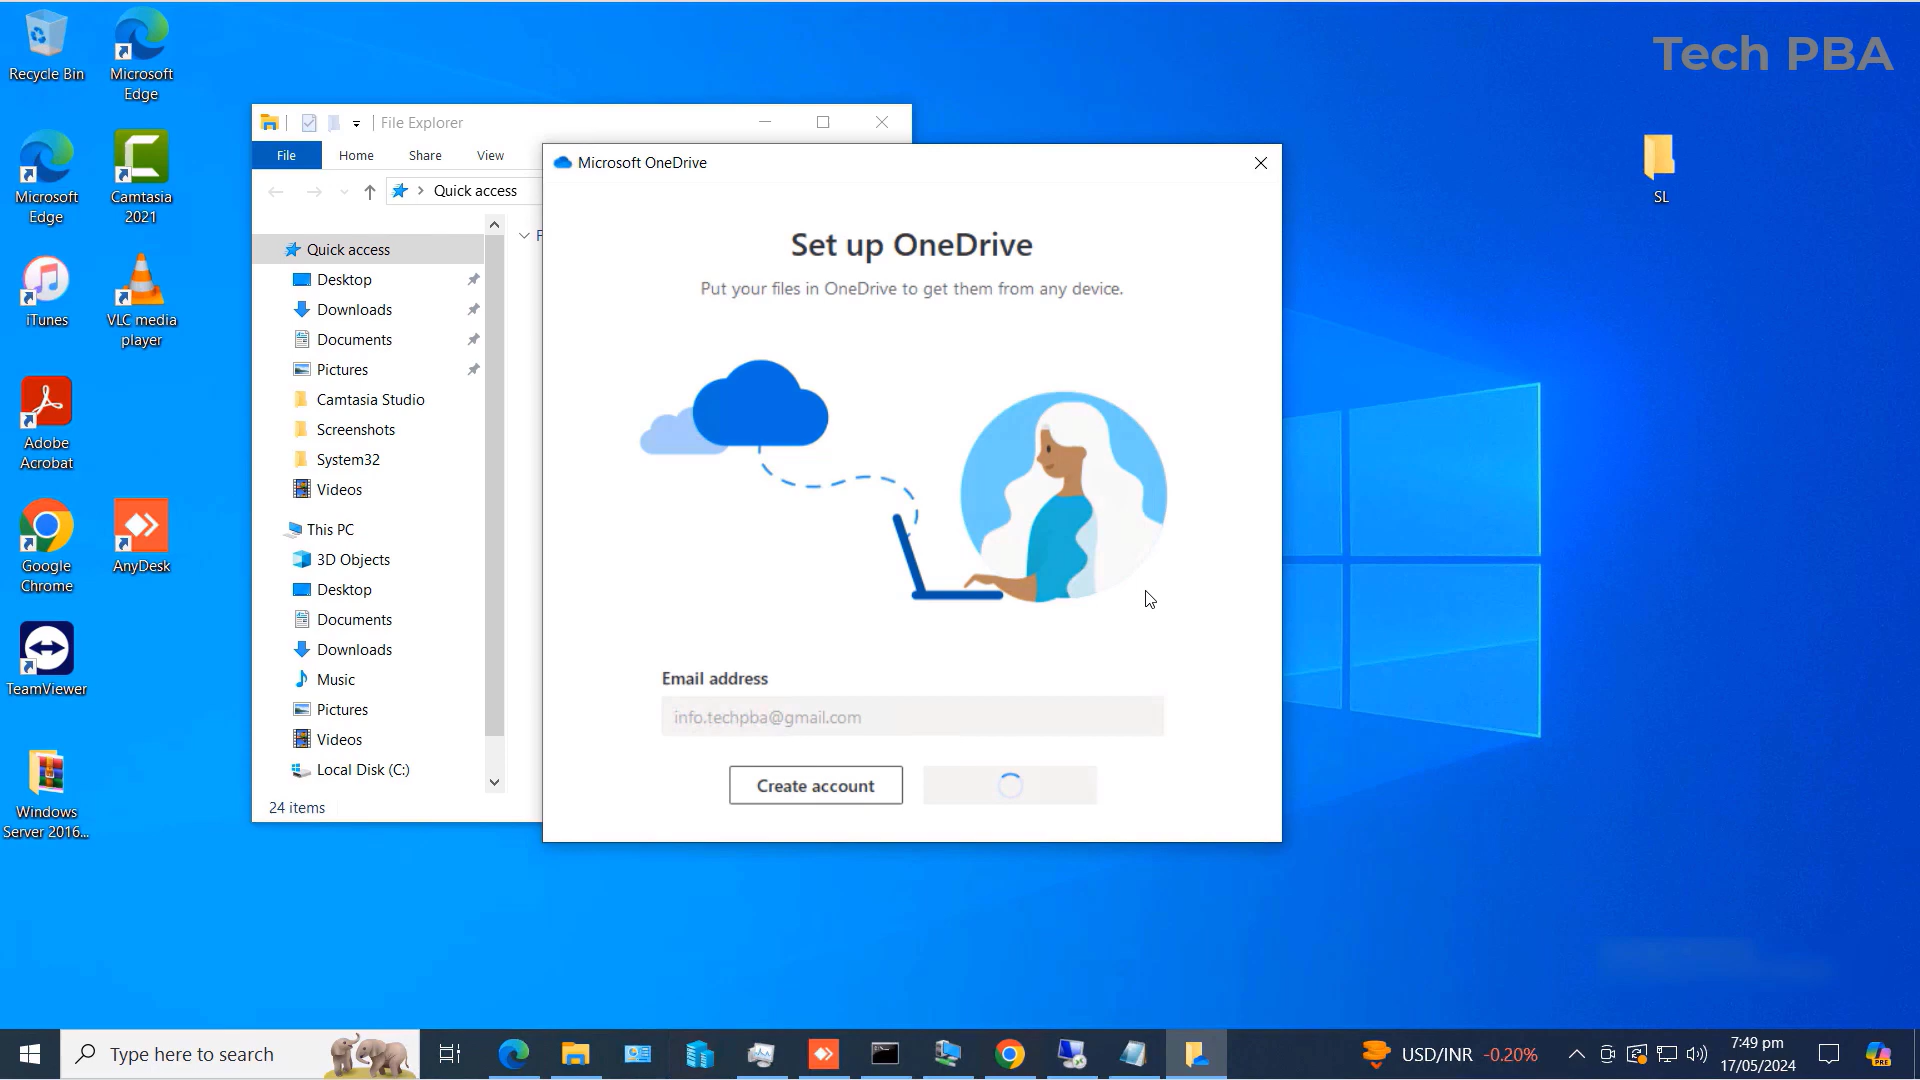 Tech PBA
Recycle Bin
Microsoft
Edge
Microsoft
Edge
Camtasia
2021
iTunes
VLC media
player
Adobe
Acrobat
Google
Chrome
AnyDesk
TeamViewer
Windows
Server 2016...
SL
File Explorer
File
Home
Share
View
Quick access
Quick access
Desktop
Downloads
Documents
Pictures
Camtasia Studio
Screenshots
System32
Videos
This PC
3D Objects
Desktop
Documents
Downloads
Music
Pictures
Videos
Local Disk (C:)
24 items
Microsoft OneDrive
Set up OneDrive
Put your files in OneDrive to get them from any device.
Email address
info.techpba@gmail.com
Create account
Type here to search
USD/INR -0.20%
7:49 pm
17/05/2024
PRE